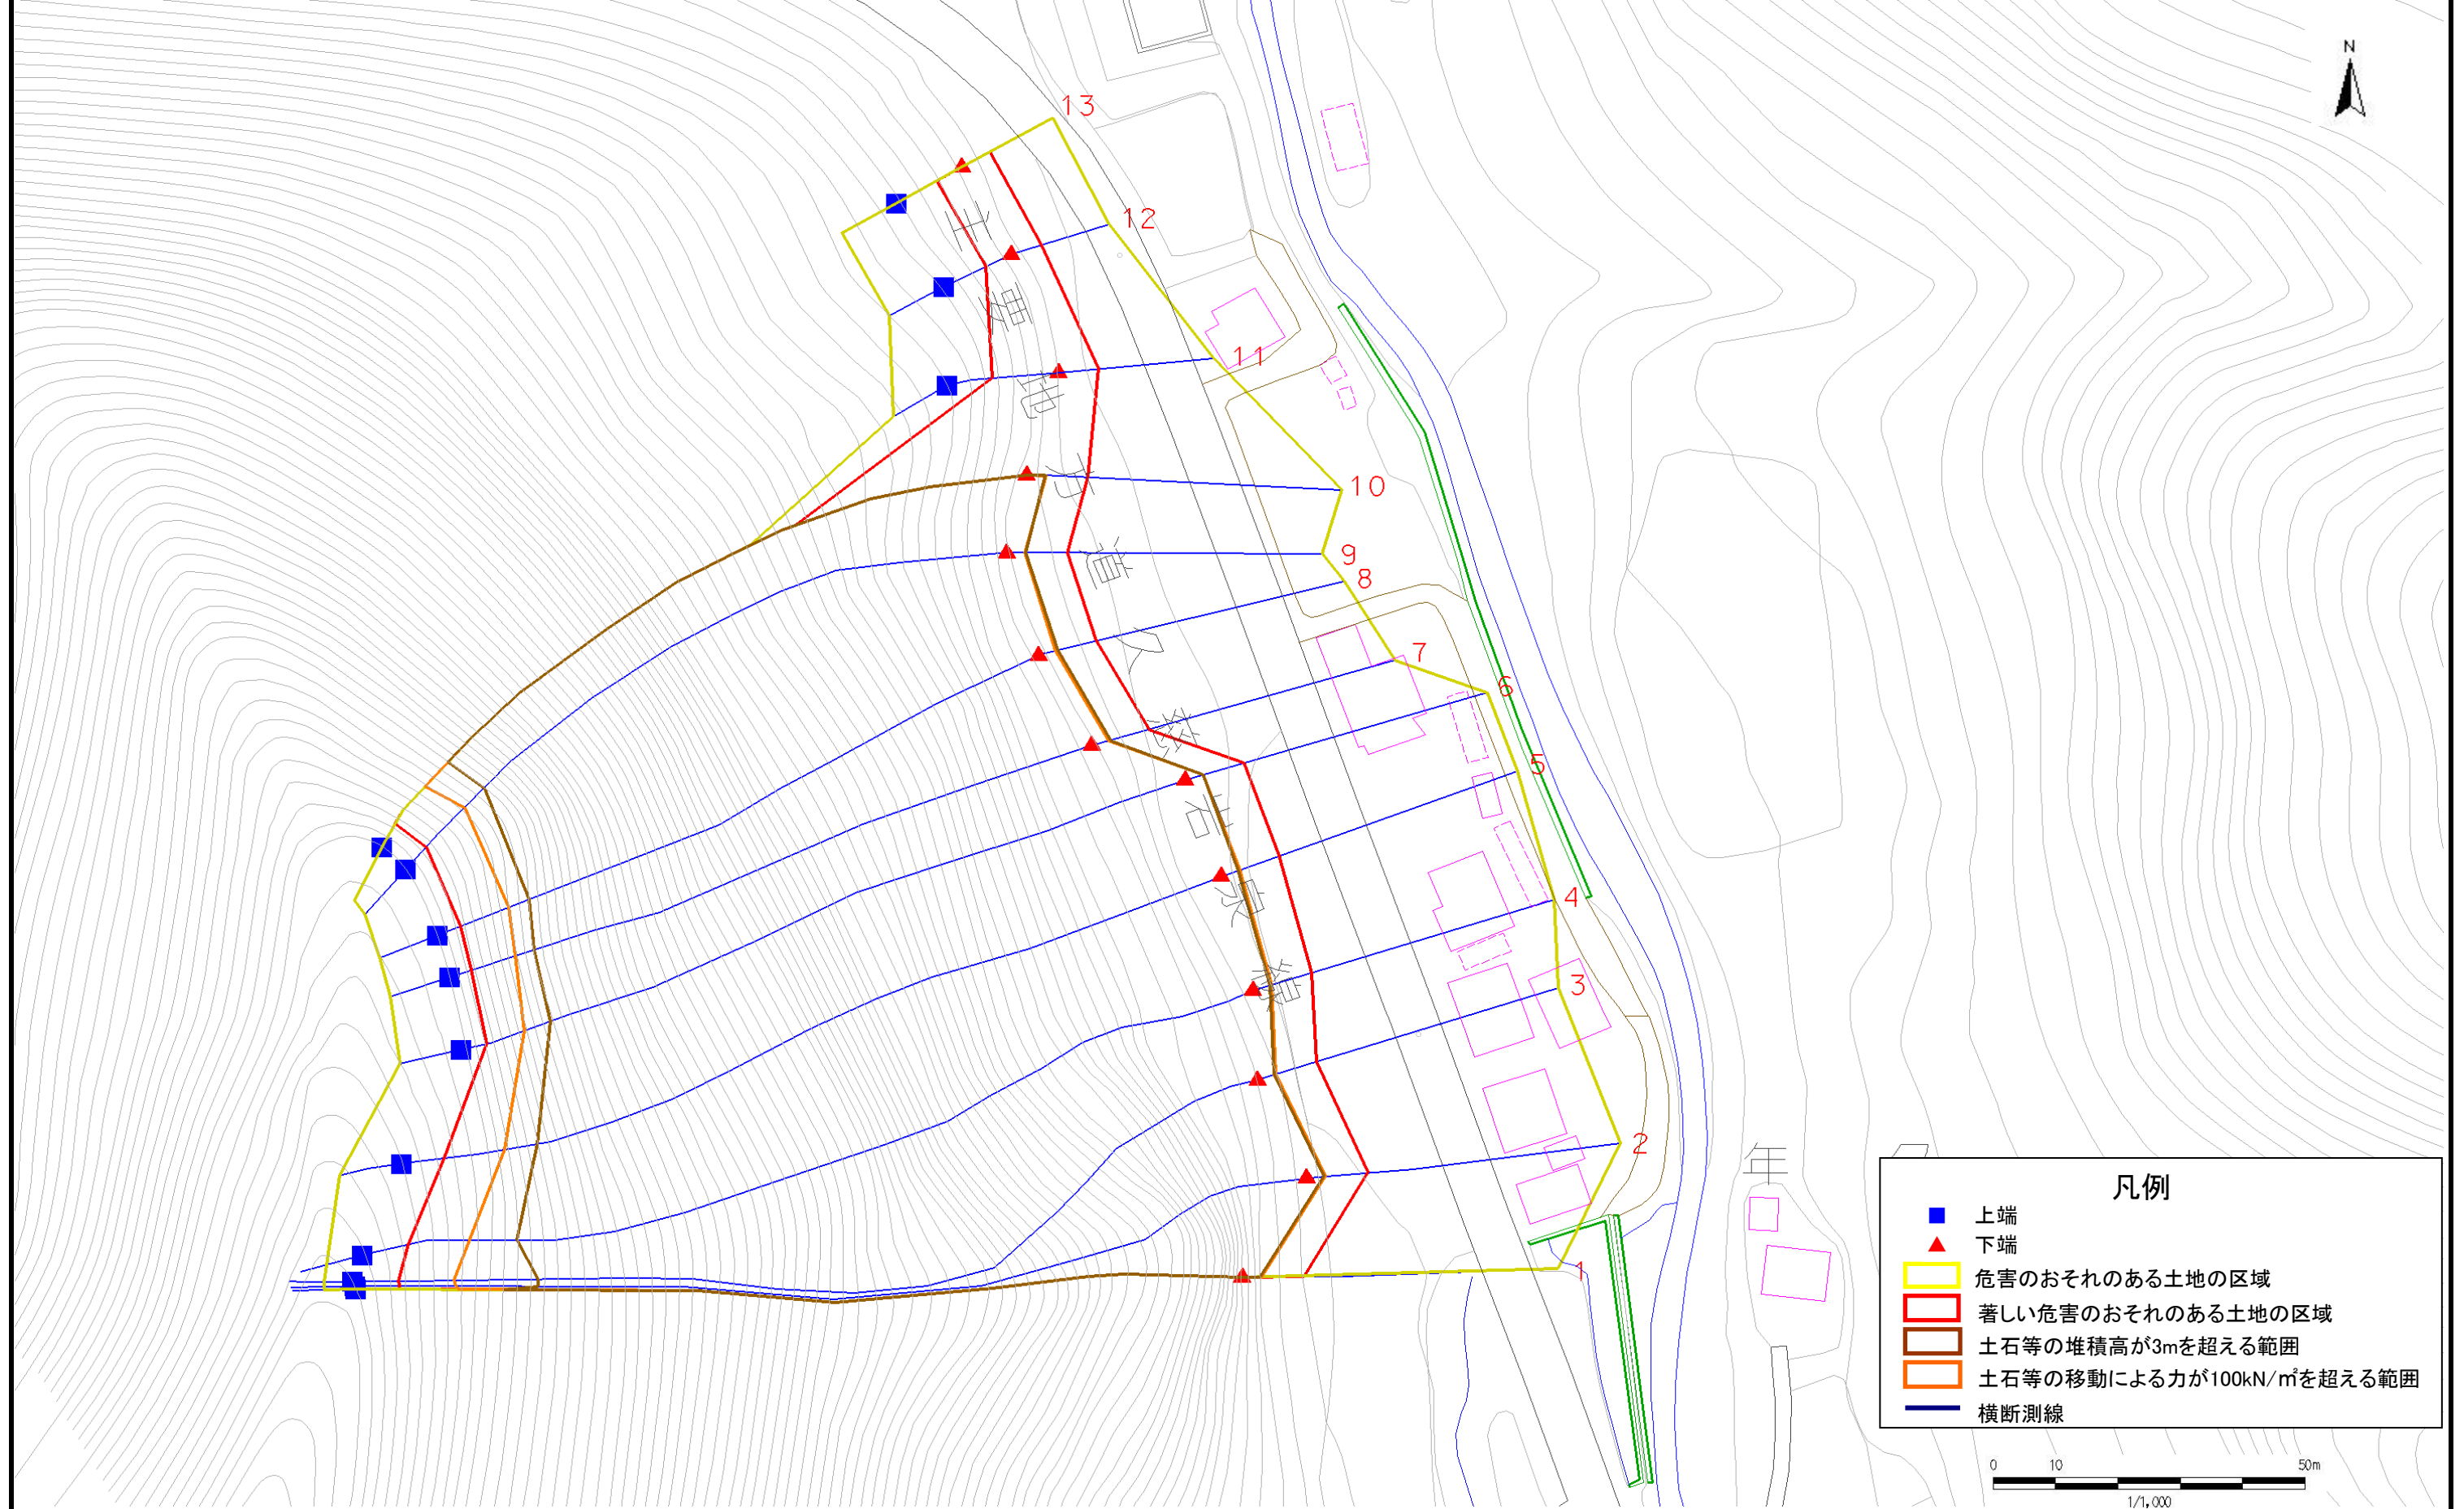 N
13
12
11
10
9
8
7
6
5
4
3
2
1
年
凡例
上端
下端
危害のおそれのある土地の区域
著しい危害のおそれのある土地の区域
土石等の堆積高が3mを超える範囲
土石等の移動による力が100kN/㎡を超える範囲
横断測線
0 10 50m
1/1,000